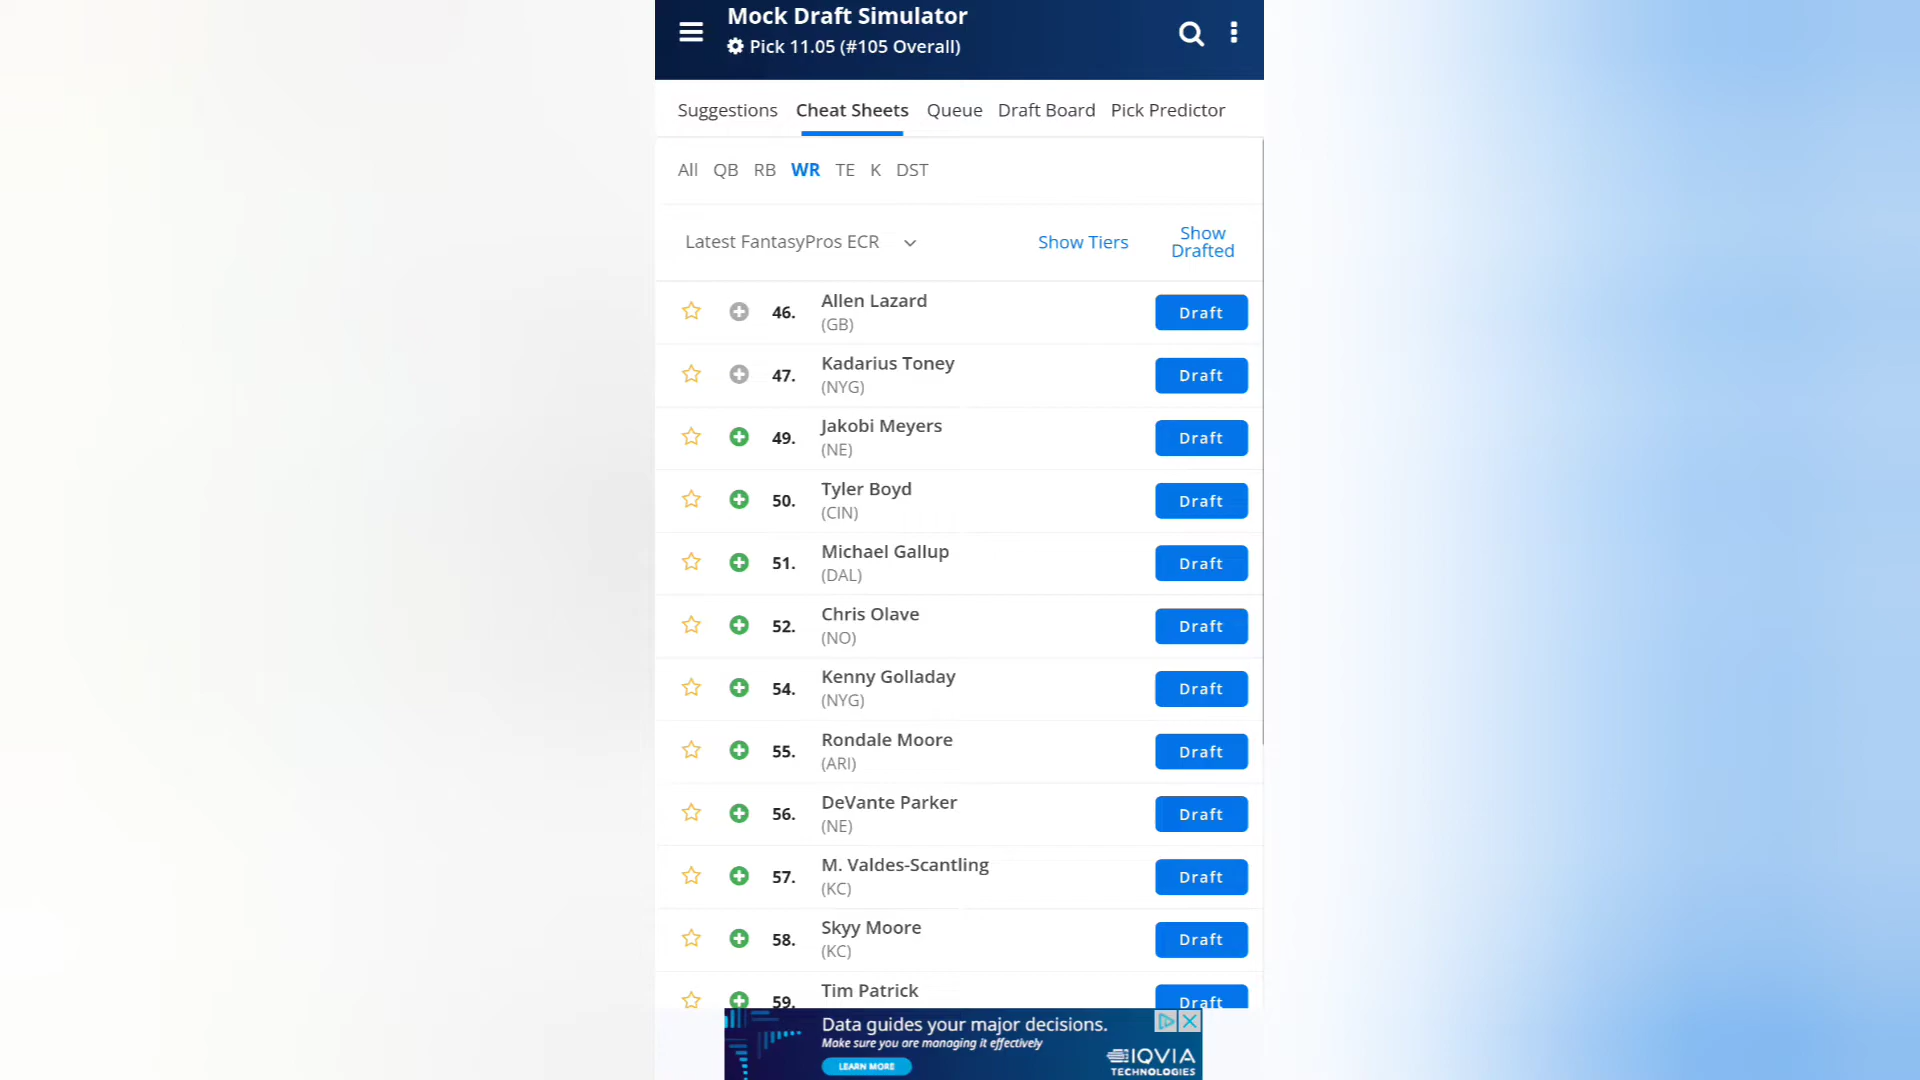 Mock Draft Simulator
Pick 11.05 (#105 Overall)
Suggestions Cheat Sheets Queue Draft Board Pick Predictor
All QB RB WR TE K DST
Latest FantasyPros ECR Show Tiers Show Drafted
46. Allen Lazard Draft
(GB)
47. Kadarius Toney Draft
(NYG)
49. Jakobi Meyers Draft
(NE)
50. Tyler Boyd Draft
(CIN)
51. Michael Gallup Draft
(DAL)
52. Chris Olave Draft
(NO)
54. Kenny Golladay Draft
(NYG)
55. Rondale Moore Draft
(ARI)
56. DeVante Parker Draft
(NE)
57. M. Valdes-Scantling Draft
(KC)
58. Skyy Moore Draft
(KC)
59. Tim Patrick Draft
Data guides your major decisions.
Make sure you are managing it effectively
LEARN MORE
IQVIA
TECHNOLOGIES